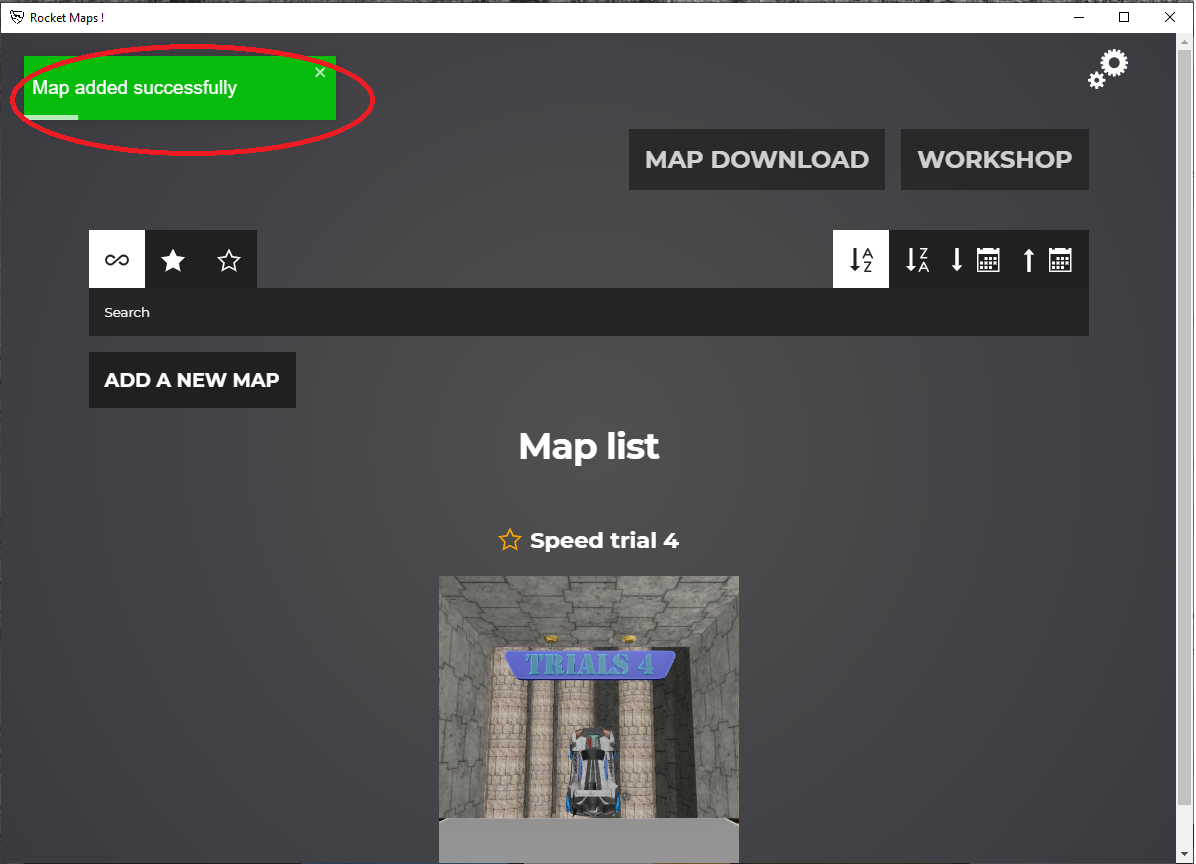 Rocket Maps !
Map added successfully
MAP DOWNLOAD
WORKSHOP
A
Z
Z
A
Search
ADD A NEW MAP
Map list
Speed trial 4
TRIALS 4